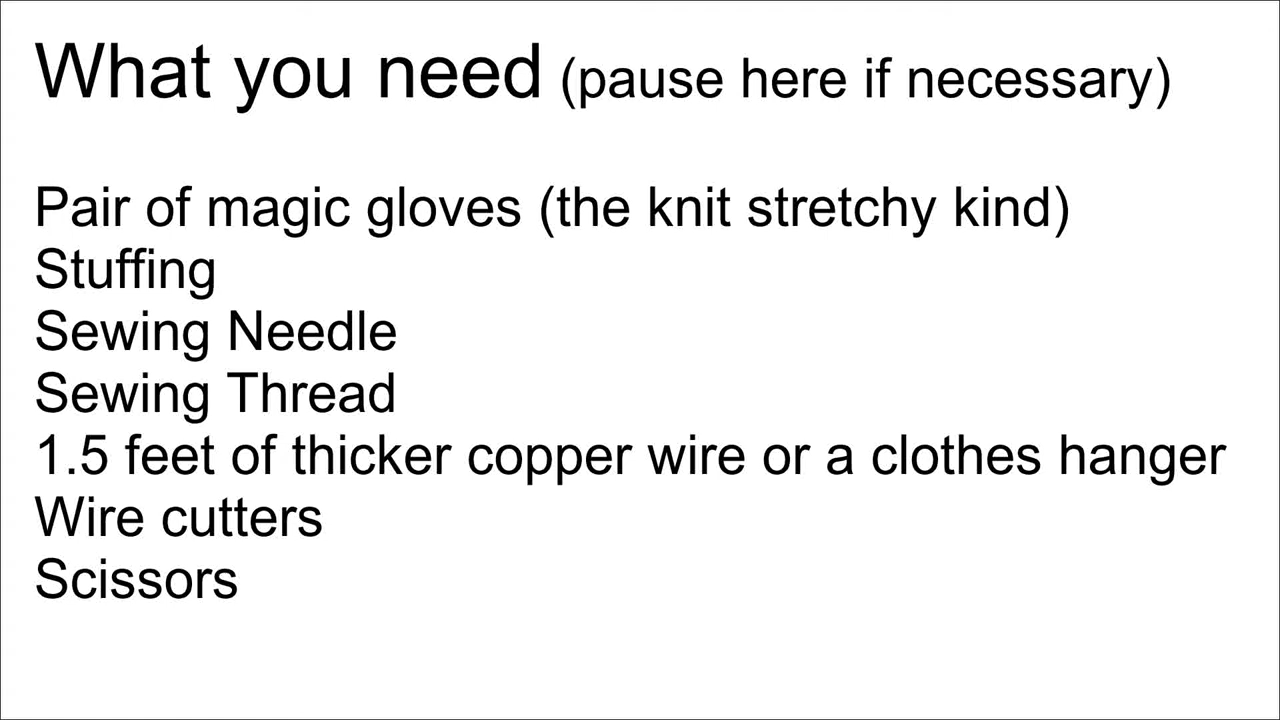 What you need (pause here if necessary)
Pair of magic gloves (the knit stretchy kind)
Stuffing
Sewing Needle
Sewing Thread
1.5 feet of thicker copper wire or a clothes hanger
Wire cutters
Scissors